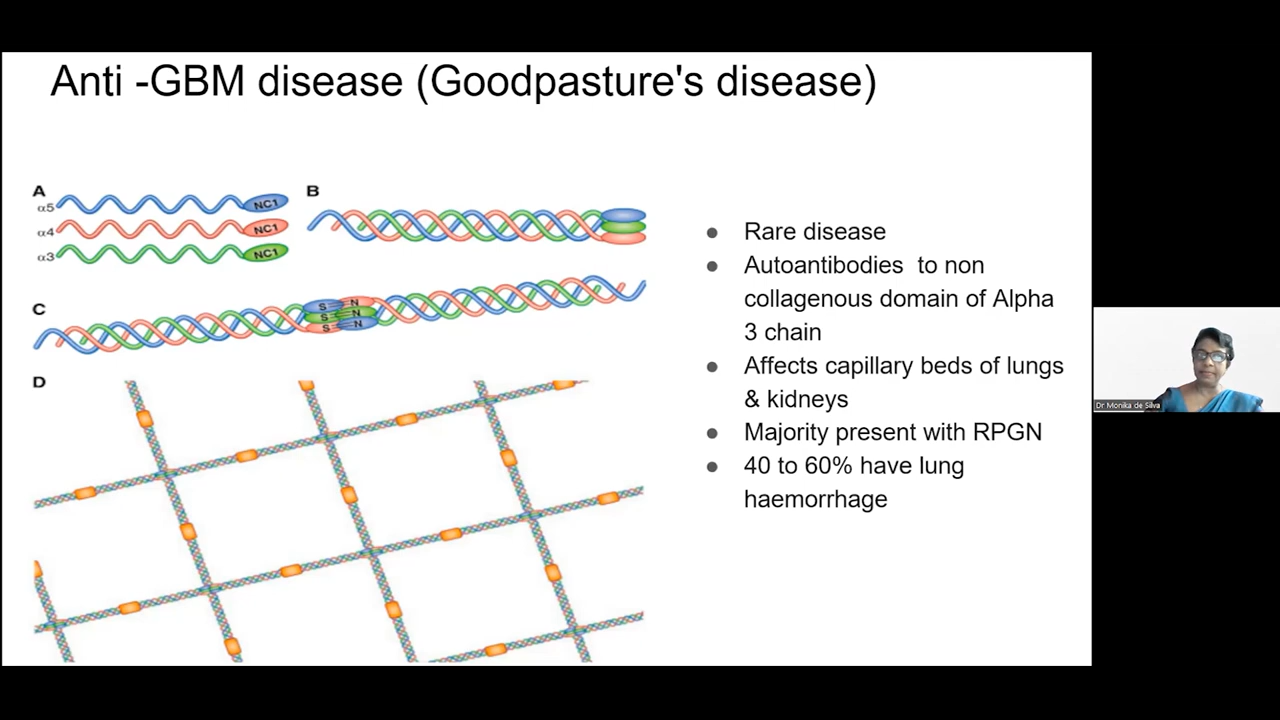 Anti -GBM disease (Goodpasture's disease)
A
α5
NC1
α4
NC1
α3
NC1
B
C
S
N
S
N
S
N
D
● Rare disease
● Autoantibodies to non
collagenous domain of Alpha
3 chain
● Affects capillary beds of lungs
& kidneys
● Majority present with RPGN
● 40 to 60% have lung
haemorrhage
Dr Monika de Silva